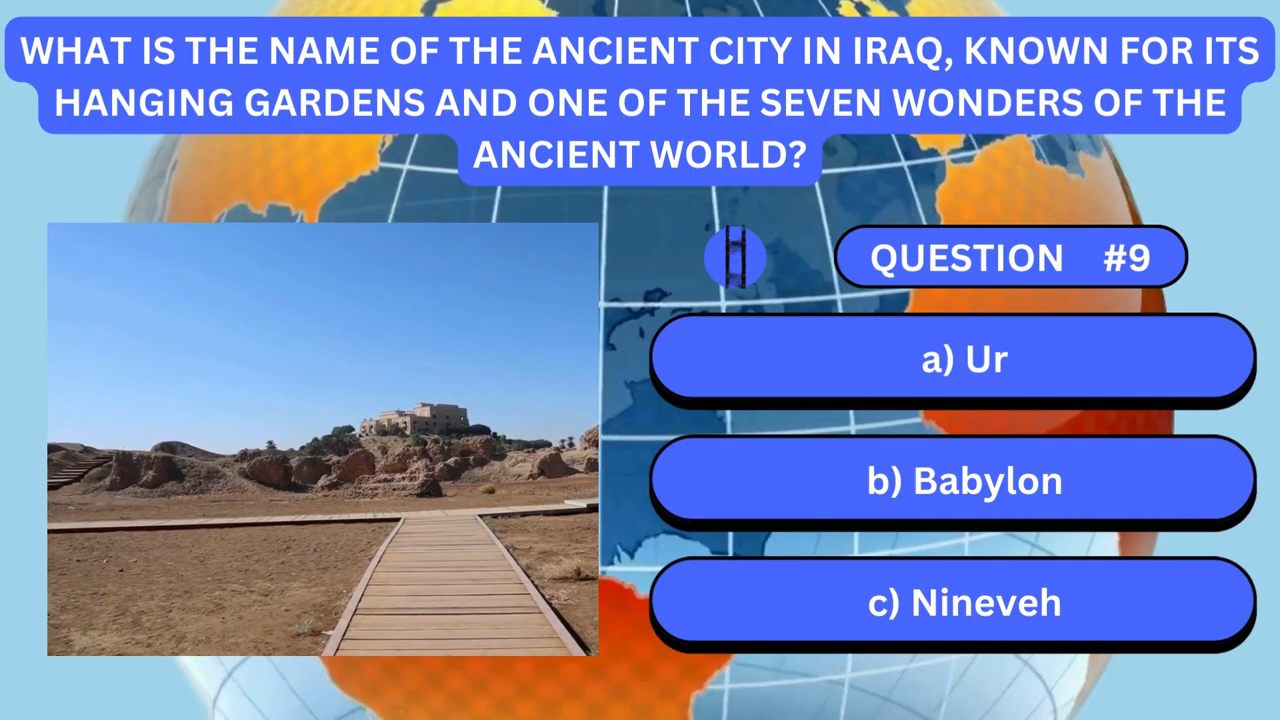 WHAT IS THE NAME OF THE ANCIENT CITY IN IRAQ, KNOWN FOR ITS
HANGING GARDENS AND ONE OF THE SEVEN WONDERS OF THE
ANCIENT WORLD?
QUESTION #9
a) Ur
b) Babylon
c) Nineveh